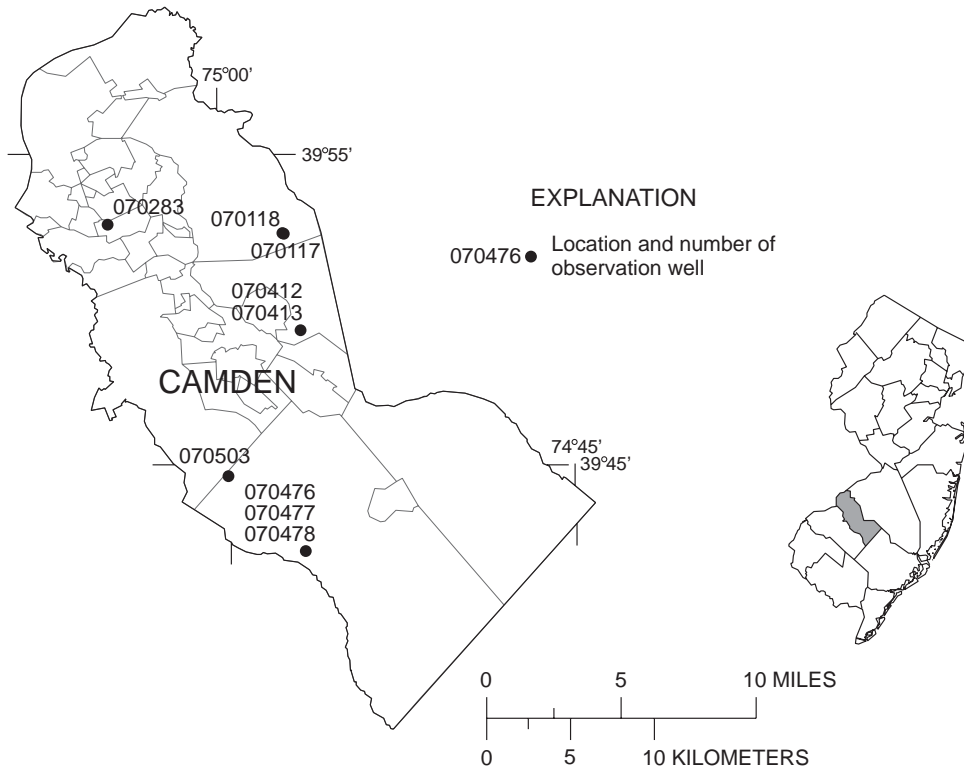 75°00'
39°55'
070283
070118
070117
070412
070413
CAMDEN
070503
070476
070477
070478
74°45'
39°45'
EXPLANATION
070476
Location and number of
observation well
0 5 10 MILES
0 5 10 KILOMETERS